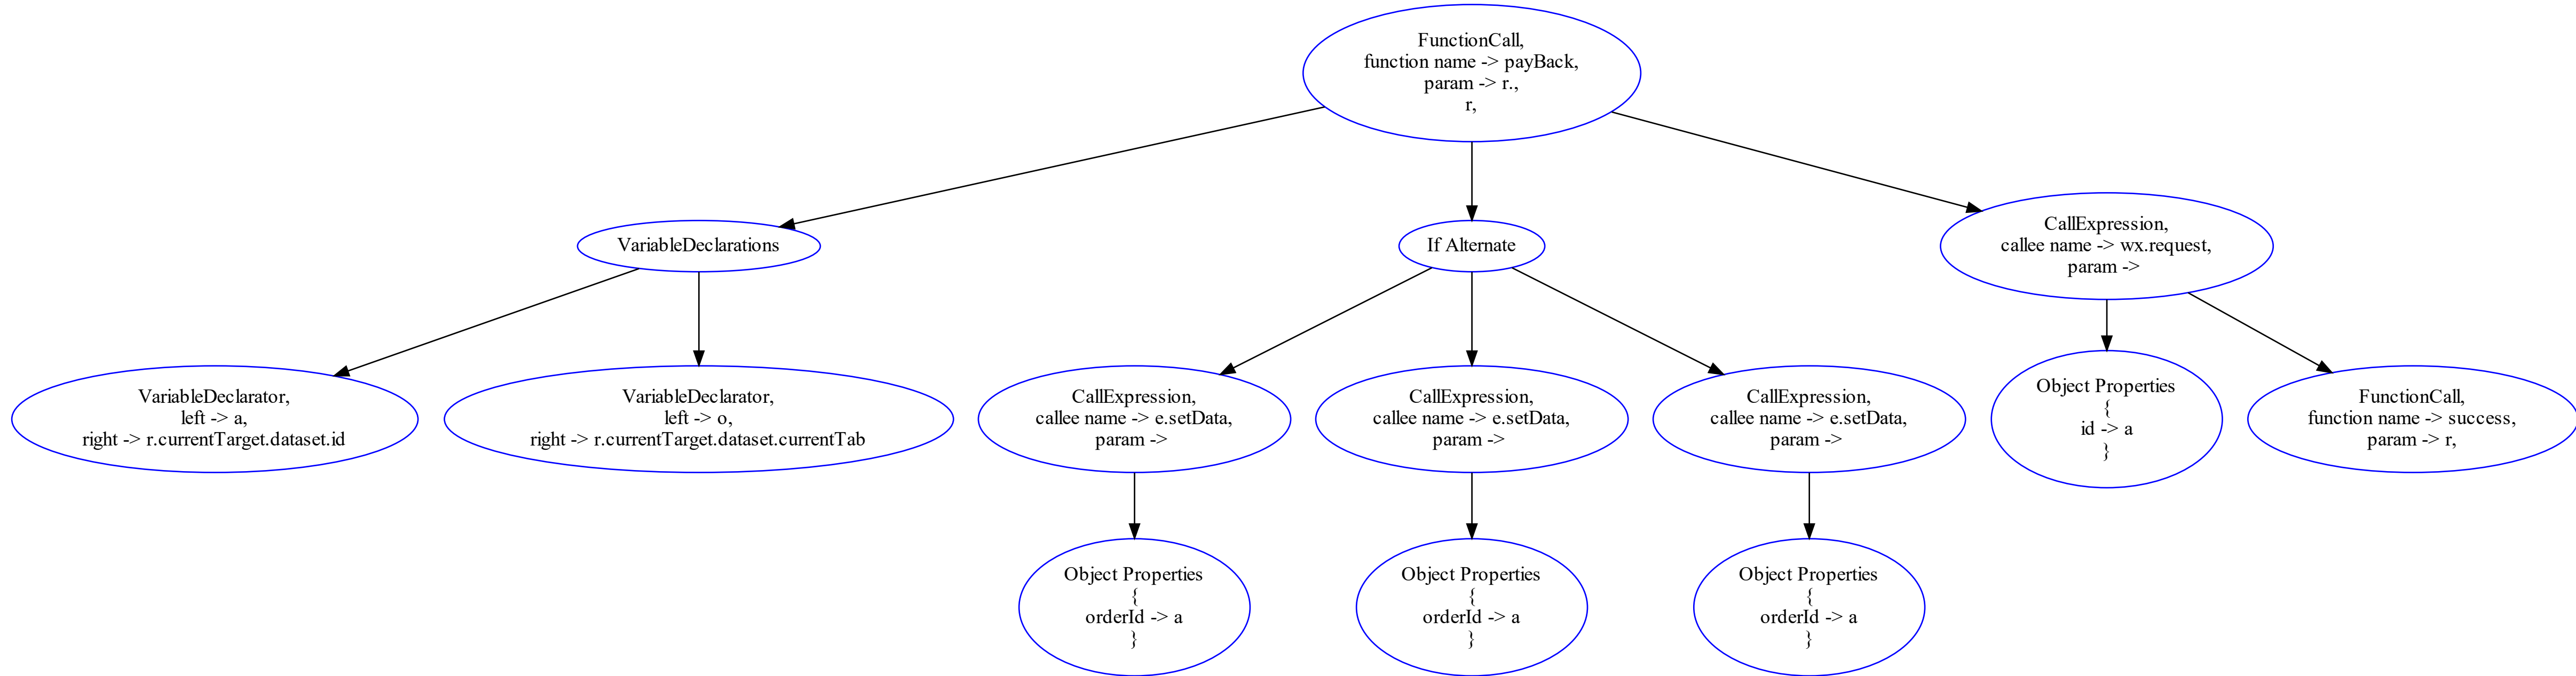 FunctionCall,
function name -> payBack,
param -> r.,
r,
VariableDeclarations
If Alternate
CallExpression,
callee name -> wx.request,
param ->
VariableDeclarator,
left -> a,
right -> r.currentTarget.dataset.id
VariableDeclarator,
left -> o,
right -> r.currentTarget.dataset.currentTab
CallExpression,
callee name -> e.setData,
param ->
CallExpression,
callee name -> e.setData,
param ->
CallExpression,
callee name -> e.setData,
param ->
Object Properties
{
id -> a
}
FunctionCall,
function name -> success,
param -> r,
Object Properties
{
orderId -> a
}
Object Properties
{
orderId -> a
}
Object Properties
{
orderId -> a
}